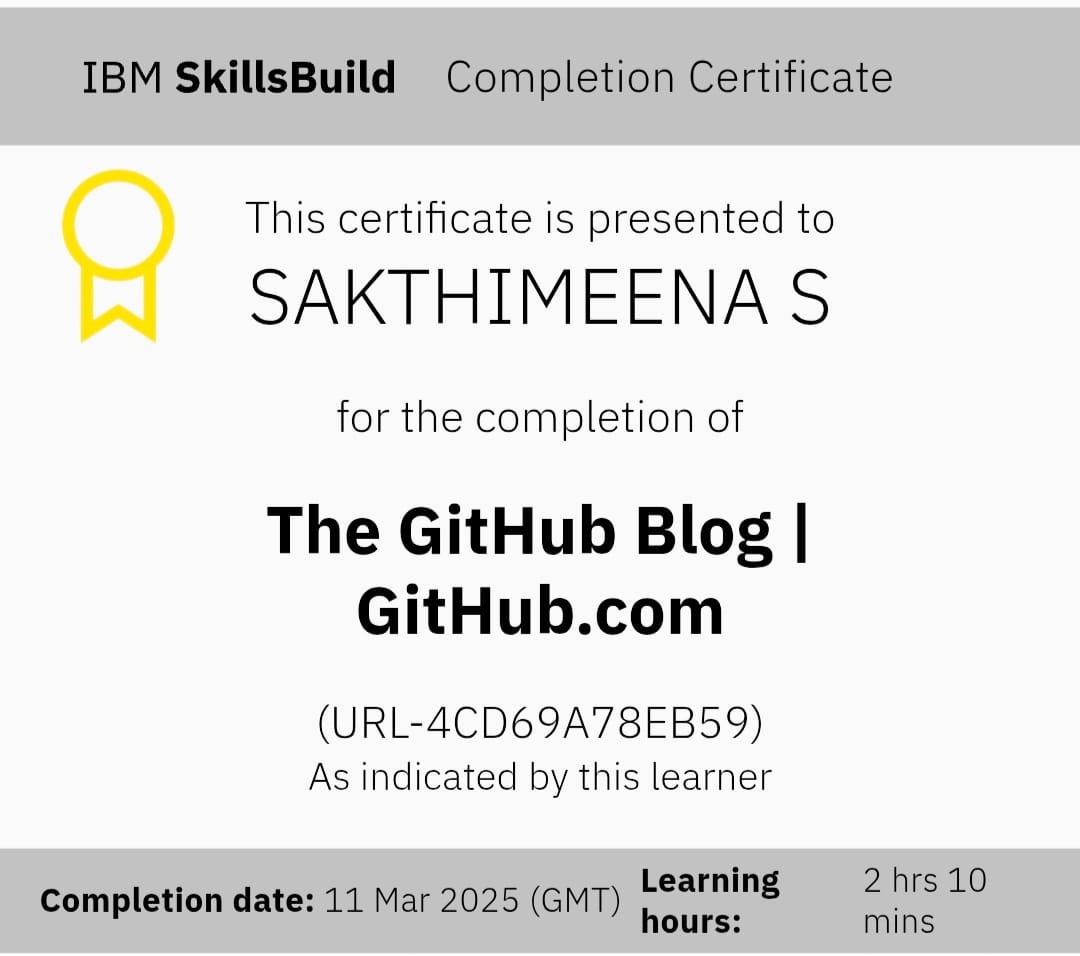 IBM SkillsBuild Completion Certificate
This certificate is presented to
SAKTHIMEENA S
for the completion of
The GitHub Blog |
GitHub.com
(URL-4CD69A78EB59)
As indicated by this learner
Completion date: 11 Mar 2025 (GMT)
Learning
hours:
2 hrs 10
mins